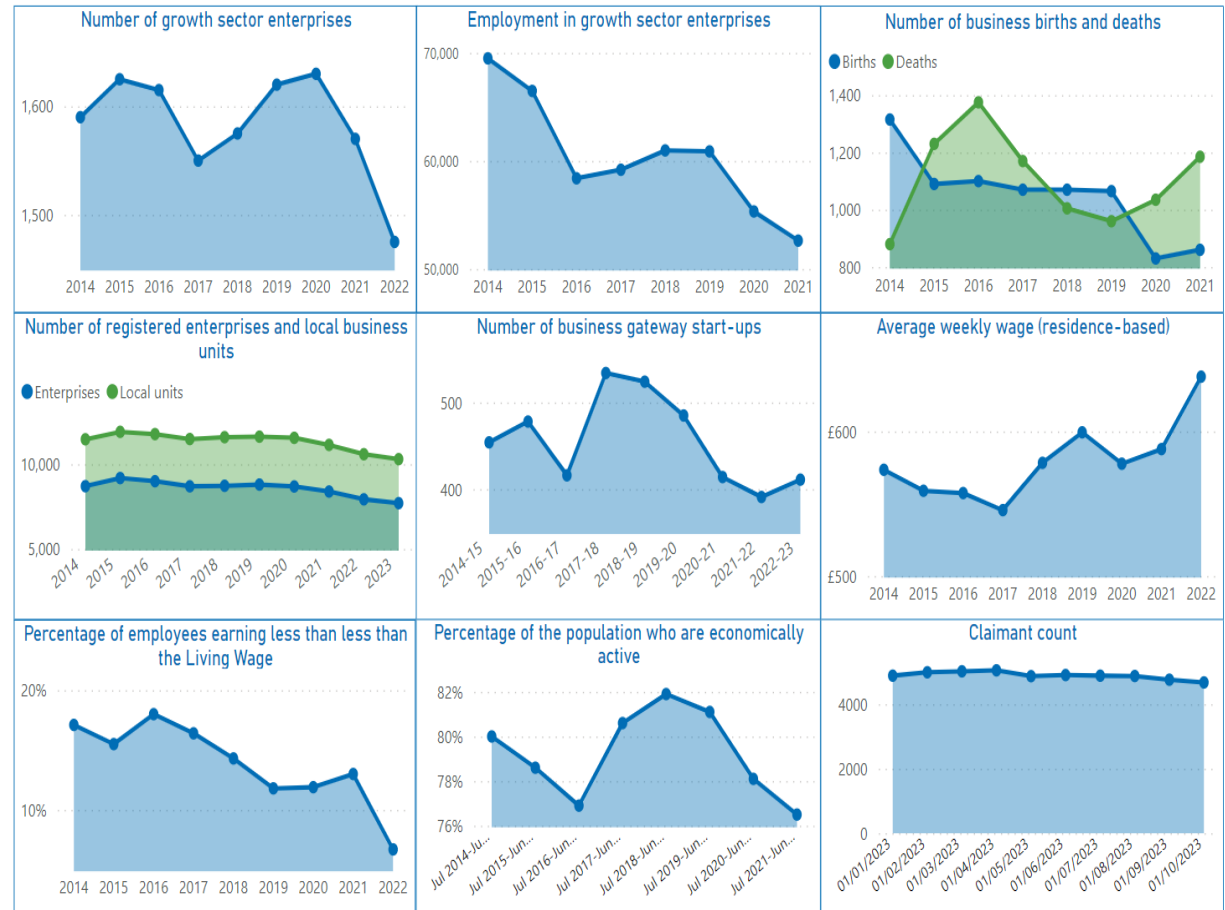 Number of growth sector enterprises
1,600
1,500
2014 2015 2016 2017 2018 2019 2020 2021 2022
Employment in growth sector enterprises
70,000
60,000
50,000
2014 2015 2016 2017 2018 2019 2020 2021
Number of business births and deaths
Births Deaths
1,400
1,200
1,000
800
2014 2015 2016 2017 2018 2019 2020 2021
Number of registered enterprises and local business
units
Enterprises Local units
10,000
5,000
2014 2015 2016 2017 2018 2019 2020 2021 2022 2023
Number of business gateway start-ups
500
400
2014-15 2015-16 2016-17 2017-18 2018-19 2019-20 2020-21 2021-22 2022-23
Average weekly wage (residence-based)
£600
£500
2014 2015 2016 2017 2018 2019 2020 2021 2022
Percentage of employees earning less than less than
the Living Wage
20%
10%
2014 2015 2016 2017 2018 2019 2020 2021 2022
Percentage of the population who are economically
active
82%
80%
78%
76%
Jul 2014-Ju... Jul 2015-Jun... Jul 2016-Jun... Jul 2017-Jun... Jul 2018-Jun... Jul 2019-Jun... Jul 2020-Jun... Jul 2021-Jun...
Claimant count
4000
2000
0
01/01/2023 01/02/2023 01/03/2023 01/04/2023 01/05/2023 01/06/2023 01/07/2023 01/08/2023 01/09/2023 01/10/2023